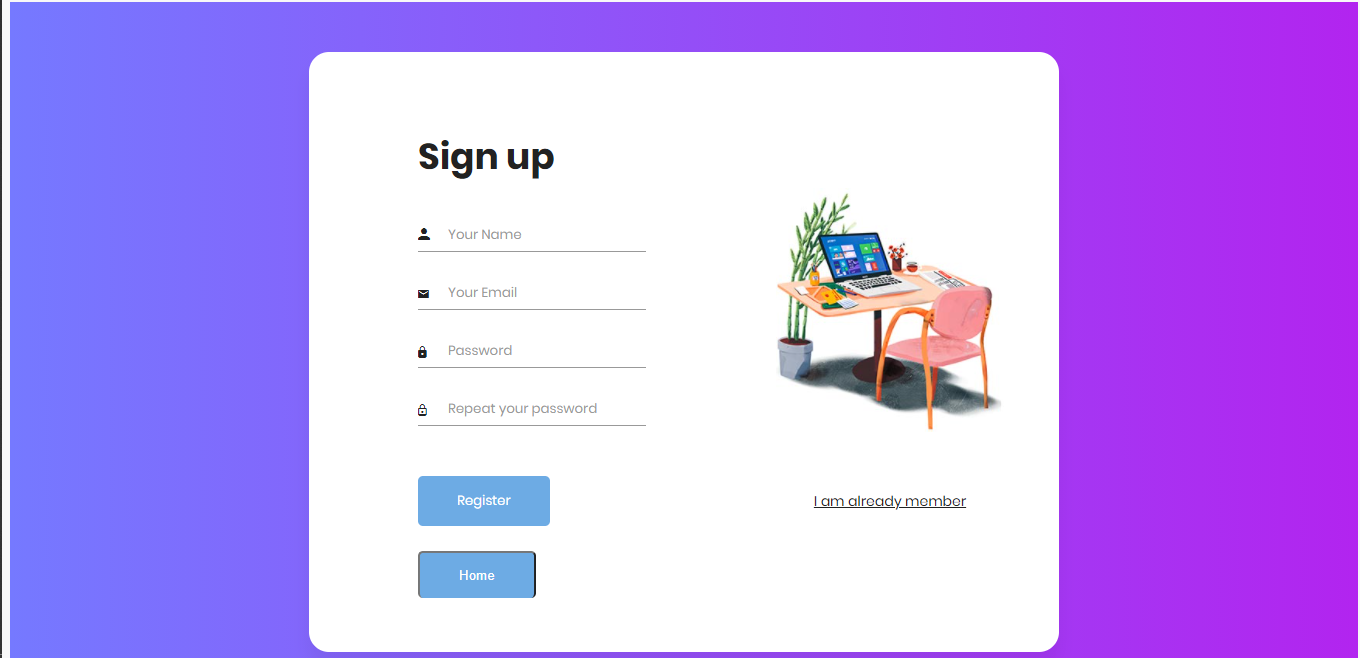 Sign up
Your Name
Your Email
Password
Repeat your password
Register
I am already member
Home